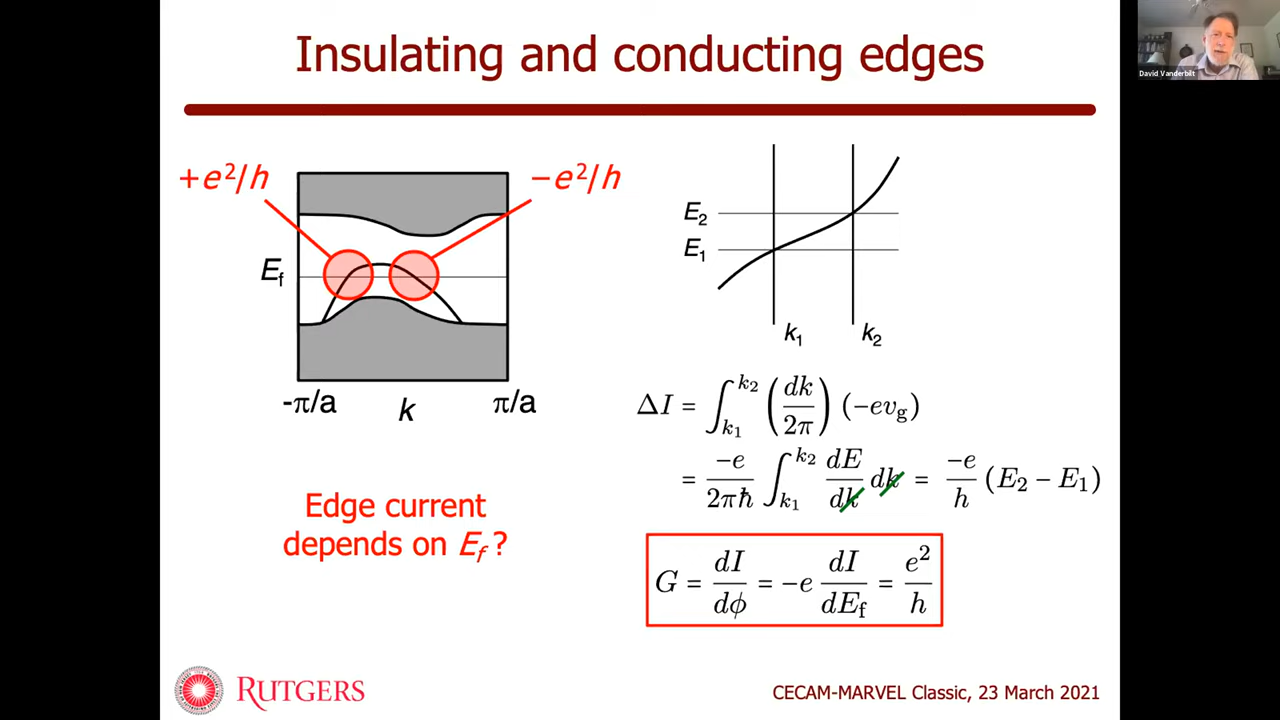 Insulating and conducting edges
David Vanderbilt
+e²/h
−e²/h
E_f
-π/a
k
π/a
E₂
E₁
k₁
k₂
ΔI = ∫_{k₁}^{k₂} (dk/2π) (−ev_g)
= −e/2πħ ∫_{k₁}^{k₂} dE/dk dk = −e/h (E₂ − E₁)
Edge current
depends on E_f ?
G = dI/dϕ = −e dI/dE_f = e²/h
RUTGERS
CECAM-MARVEL Classic, 23 March 2021